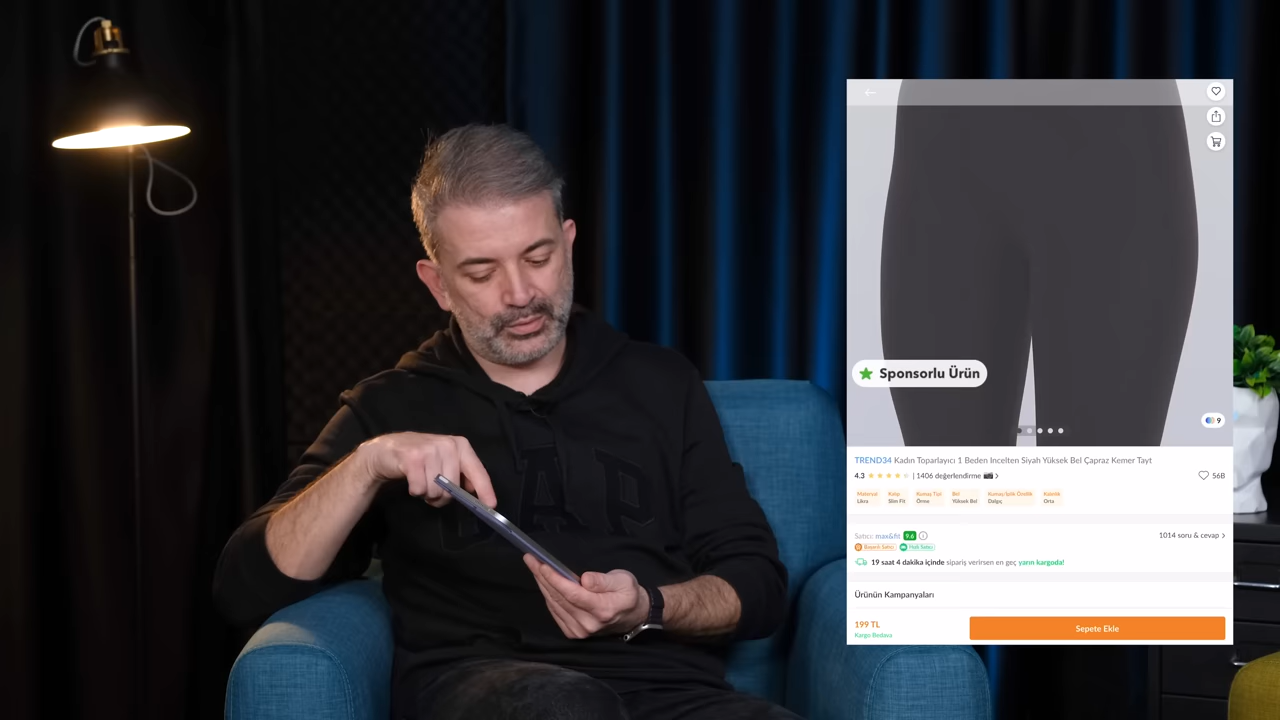 GAP
Sponsorlu Ürün
9
TREND34 Kadın Toparlayıcı 1 Beden Incelten Siyah Yüksek Bel Çapraz Kemer Tayt
4.3 | 1406 değerlendirme
56B
Materyal Kalıp Kumaş Tipi Bel Kumaş/İplik Özellik Kalınlık
Likra Slim Fit Örme Yüksek Bel Dalgıç Orta
Satıcı: max&fit 9.6
1014 soru & cevap
Başarılı Satıcı Hızlı Satıcı
19 saat 4 dakika içinde sipariş verirsen en geç yarın kargoda!
Ürünün Kampanyaları
199 TL
Kargo Bedava
Sepete Ekle